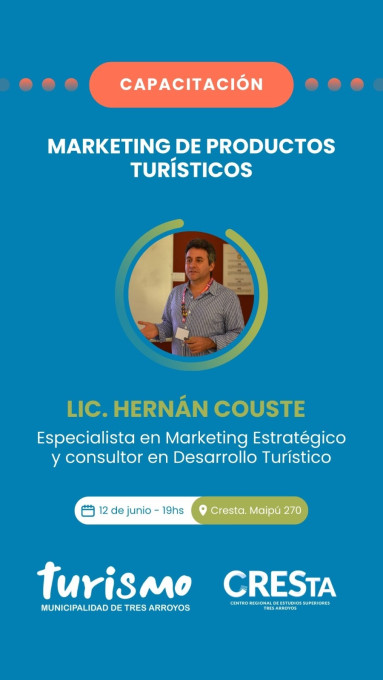 CAPACITACIÓN
MARKETING DE PRODUCTOS
TURÍSTICOS
LIC. HERNÁN COUSTE
Especialista en Marketing Estratégico
y consultor en Desarrollo Turístico
12 de junio - 19hs
Cresta. Maipú 270
turismo
MUNICIPALIDAD DE TRES ARROYOS
CRESTA
CENTRO REGIONAL DE ESTUDIOS SUPERIORES
TRES ARROYOS